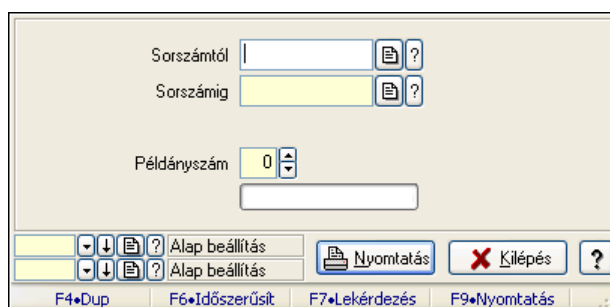 Sorszámtól ?
Sorszámig ?
Példányszám 0
? Alap beállítás
? Alap beállítás
Nyomtatás Kilépés ?
F4•Dup F6•Időszerűsít F7•Lekérdezés F9•Nyomtatás